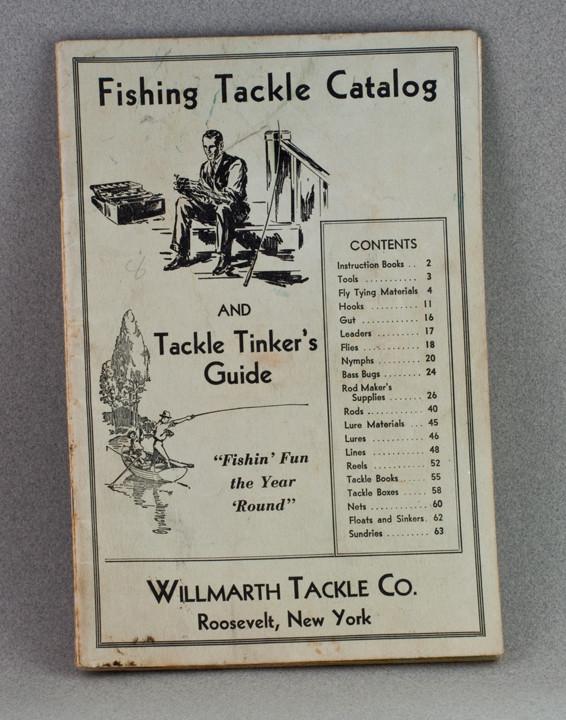 Fishing Tackle Catalog
AND
Tackle Tinker's
Guide
"Fishin' Fun
the Year
'Round"
CONTENTS
Instruction Books .. 2
Tools ........... 3
Fly Tying Materials 4
Hooks .......... 11
Gut ............ 16
Leaders ......... 17
Flies ........... 18
Nymphs ......... 20
Bass Bugs ........ 24
Rod Maker's
Supplies ....... 26
Rods ........... 40
Lure Materials ... 45
Lures .......... 46
Lines ........... 48
Reels ........... 52
Tackle Books..... 55
Tackle Boxes ..... 58
Nets ............ 60
Floats and Sinkers. 62
Sundries ......... 63
WILLMARTH TACKLE CO.
Roosevelt, New York